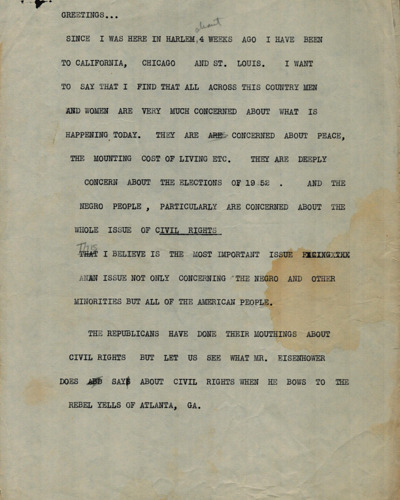 GREETINGS...
about
SINCE I WAS HERE IN HARLEM, 4 WEEKS AGO I HAVE BEEN
TO CALIFORNIA, CHICAGO AND ST. LOUIS. I WANT
TO SAY THAT I FIND THAT ALL ACROSS THIS COUNTRY MEN
AND WOMEN ARE VERY MUCH CONCERNED ABOUT WHAT IS
HAPPENING TODAY. THEY ARE ARE CONCERNED ABOUT PEACE,
THE MOUNTING COST OF LIVING ETC. THEY ARE DEEPLY
CONCERN ABOUT THE ELECTIONS OF 19.52 . AND THE
NEGRO PEOPLE , PARTICULARLY ARE CONCERNED ABOUT THE
WHOLE ISSUE OF CIVIL RIGHTS
This
THAT I BELIEVE IS THE MOST IMPORTANT ISSUE FACING
AN ISSUE NOT ONLY CONCERNING THE NEGRO AND OTHER
MINORITIES BUT ALL OF THE AMERICAN PEOPLE.
THE REPUBLICANS HAVE DONE THEIR MOUTHINGS ABOUT
CIVIL RIGHTS BUT LET US SEE WHAT MR. EISENHOWER
DOES AND SAYS ABOUT CIVIL RIGHTS WHEN HE BOWS TO THE
REBEL YELLS OF ATLANTA, GA.